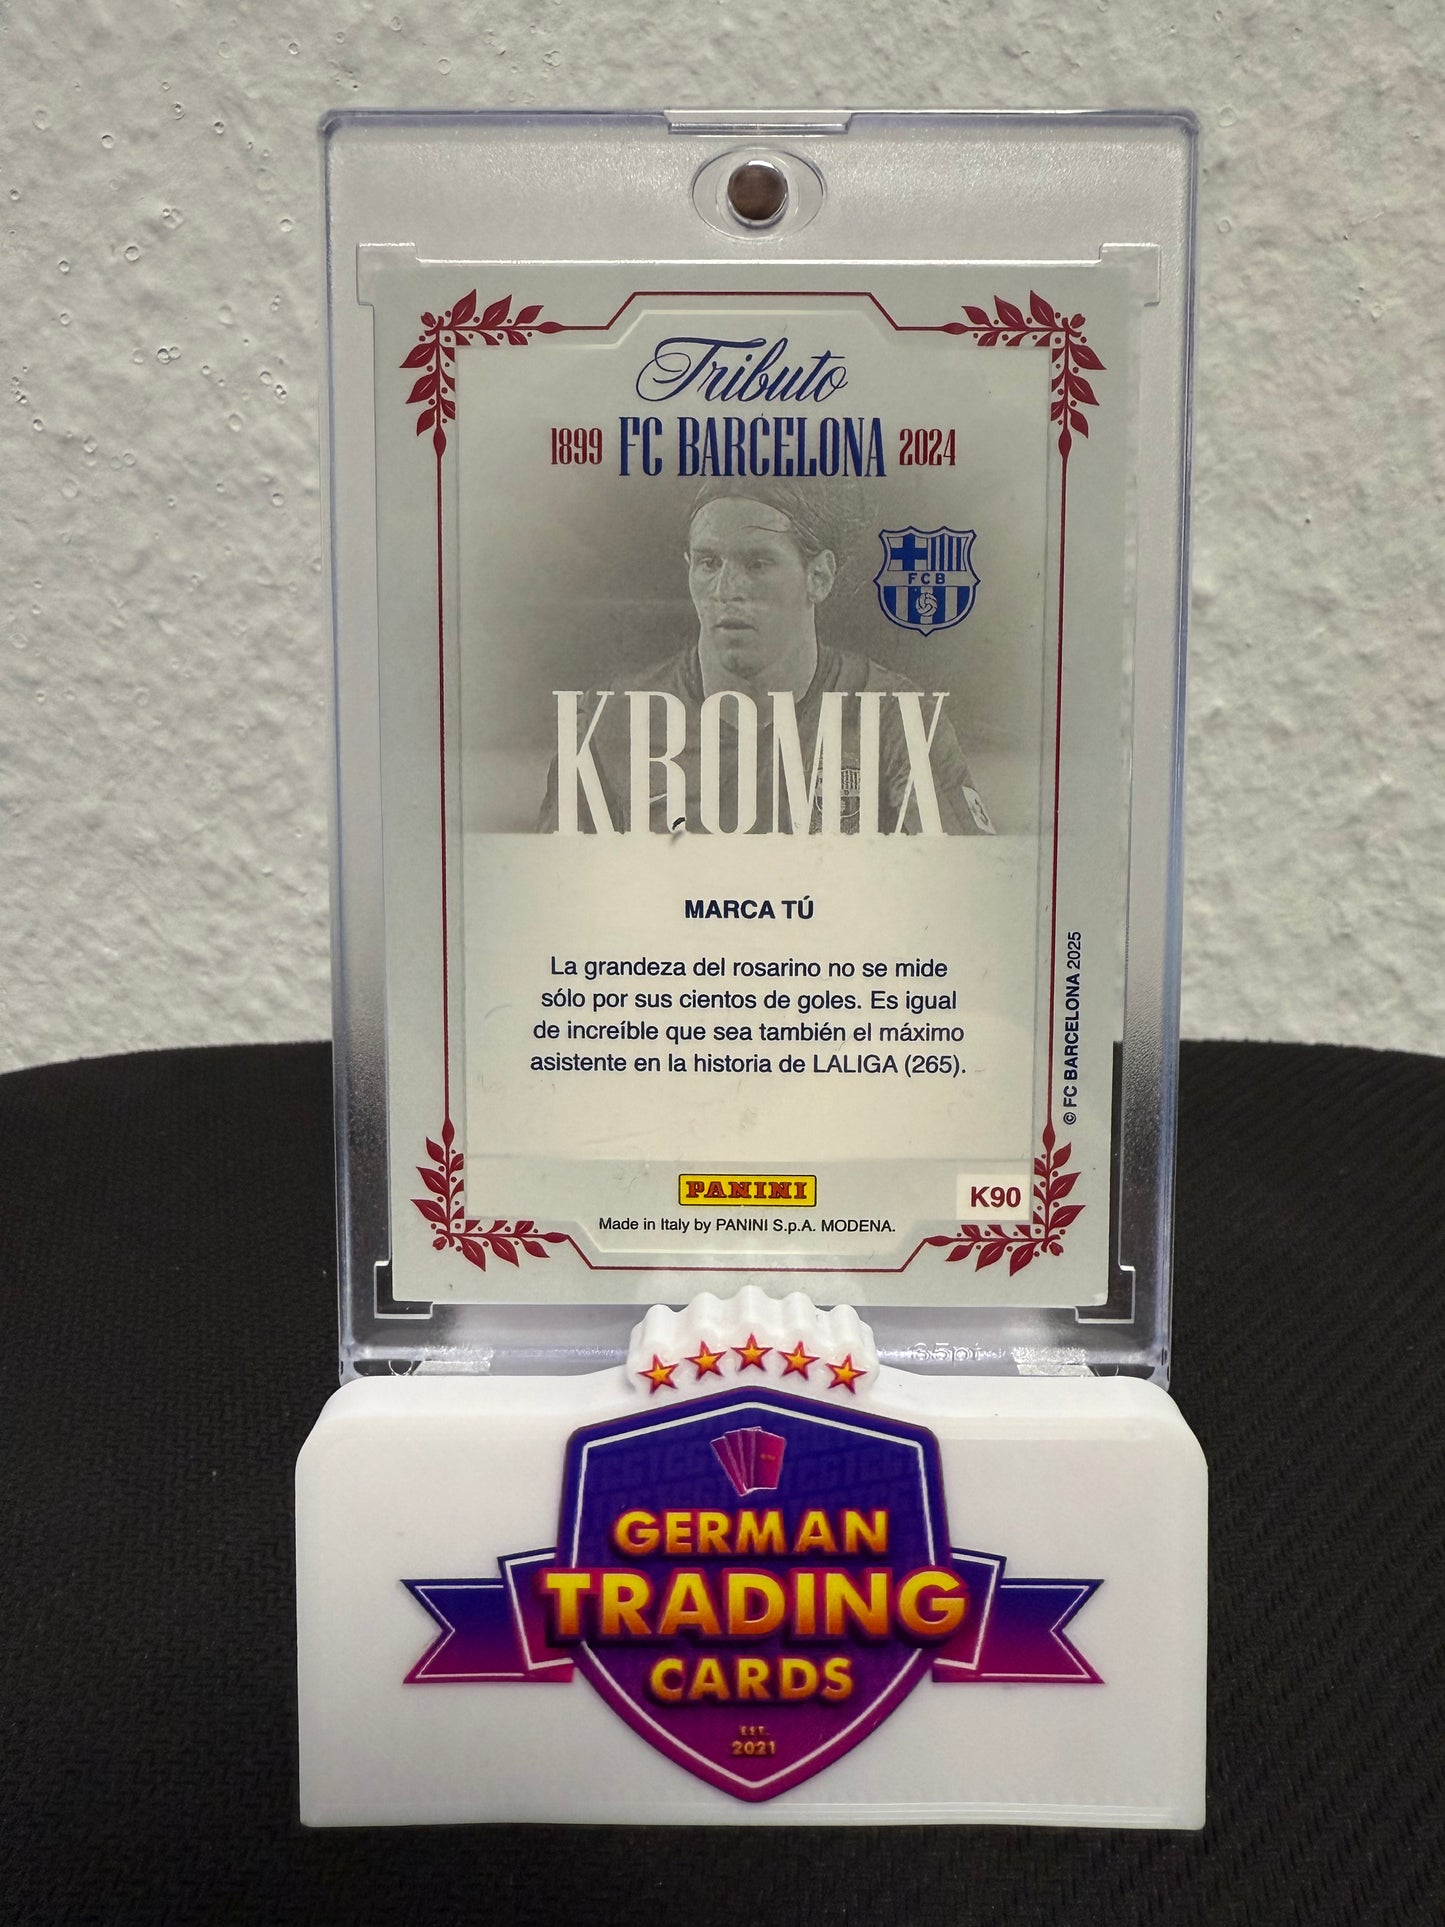 Tributo
1899 FC BARCELONA 2024
FCB
KROMIX
MARCA TÚ
La grandeza del rosarino no se mide
sólo por sus cientos de goles. Es igual
de increíble que sea también el máximo
asistente en la historia de LALIGA (265).
© FC BARCELONA 2025
PANINI
K90
Made in Italy by PANINI S.p.A. MODENA.
35pt
GERMAN
TRADING
CARDS
EST.
2021